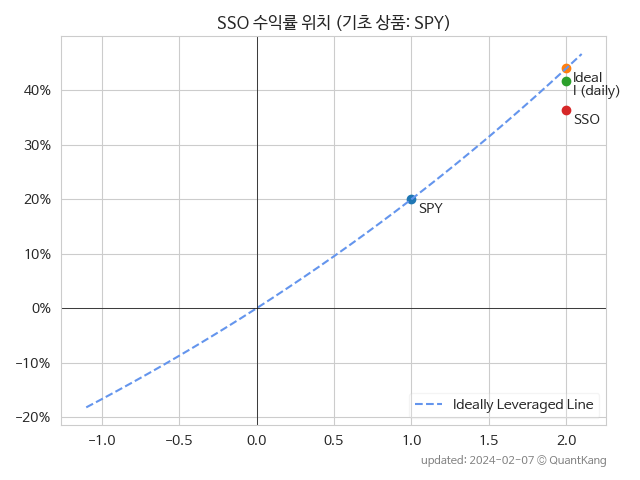 SSO 수익률 위치 (기초 상품: SPY)
40%
30%
20%
10%
0%
−10%
−20%
Ideal
I (daily)
SSO
SPY
Ideally Leveraged Line
−1.0 −0.5 0.0 0.5 1.0 1.5 2.0
updated: 2024-02-07 © QuantKang